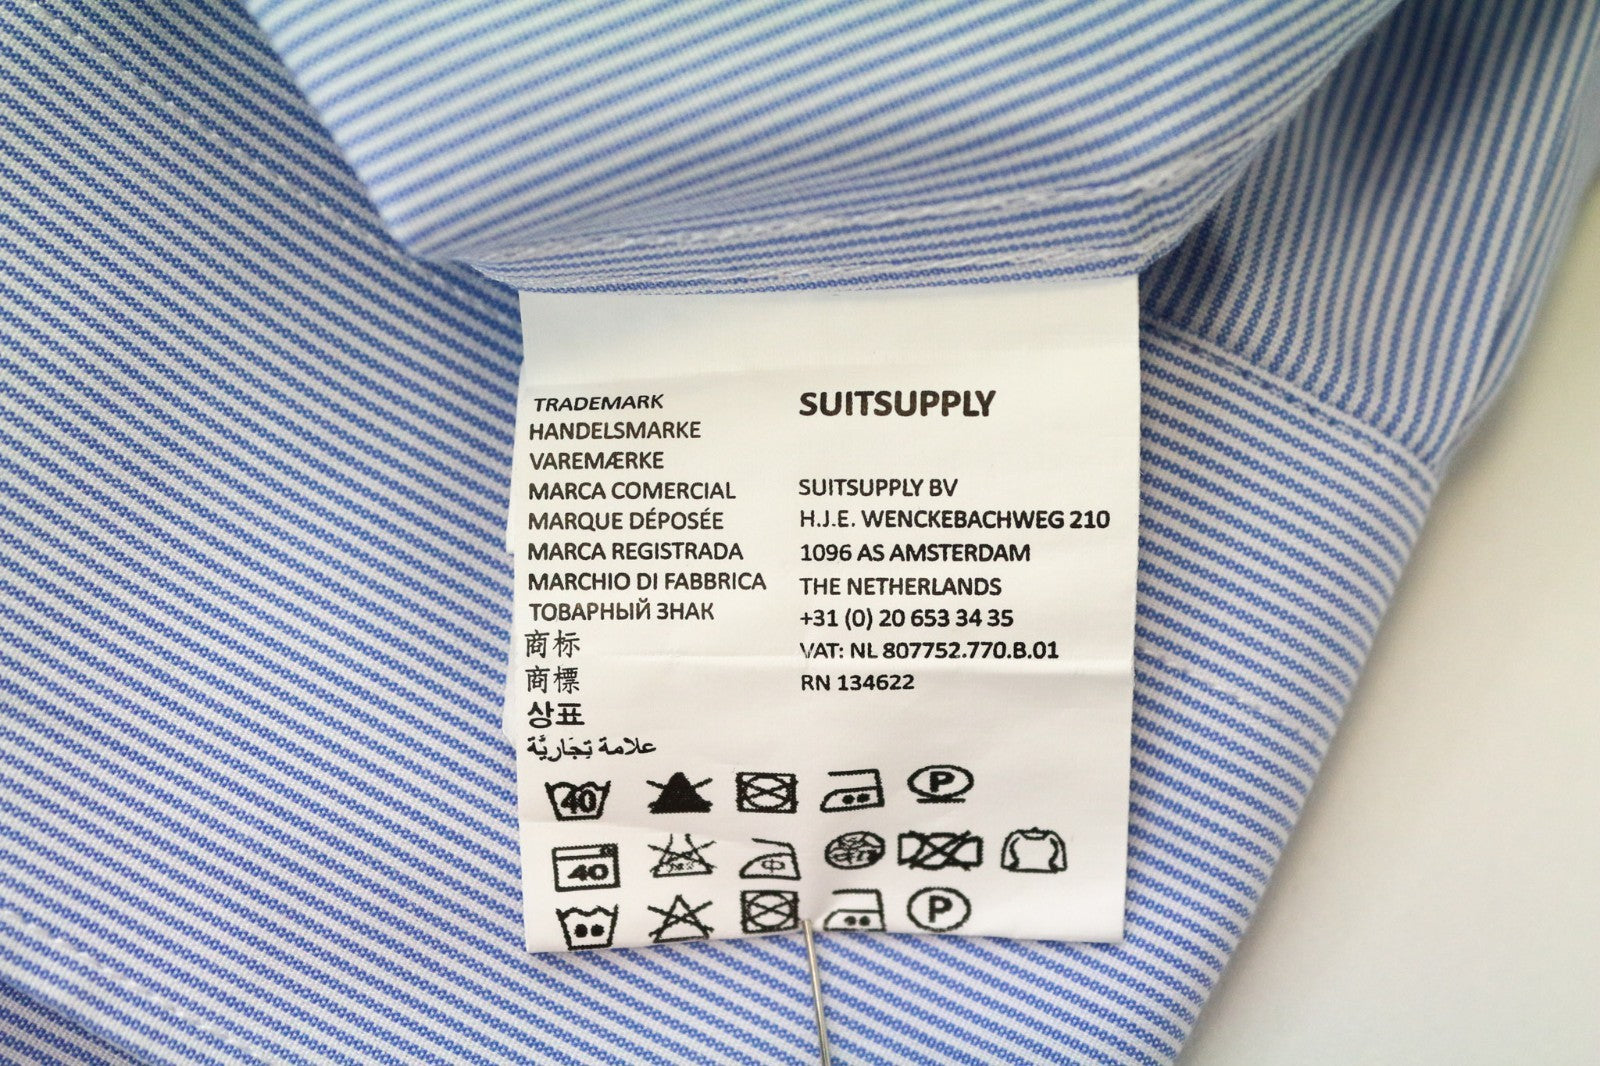 TRADEMARK
HANDELSMARKE
VAREMÆRKE
MARCA COMERCIAL
MARQUE DÉPOSÉE
MARCA REGISTRADA
MARCHIO DI FABBRICA
ТОВАРНЫЙ ЗНАК
商标
商標
상표
علامة تِجَاريَّة
SUITSUPPLY
SUITSUPPLY BV
H.J.E. WENCKEBACHWEG 210
1096 AS AMSTERDAM
THE NETHERLANDS
+31 (0) 20 653 34 35
VAT: NL 807752.770.B.01
RN 134622
40 P
40 中
P